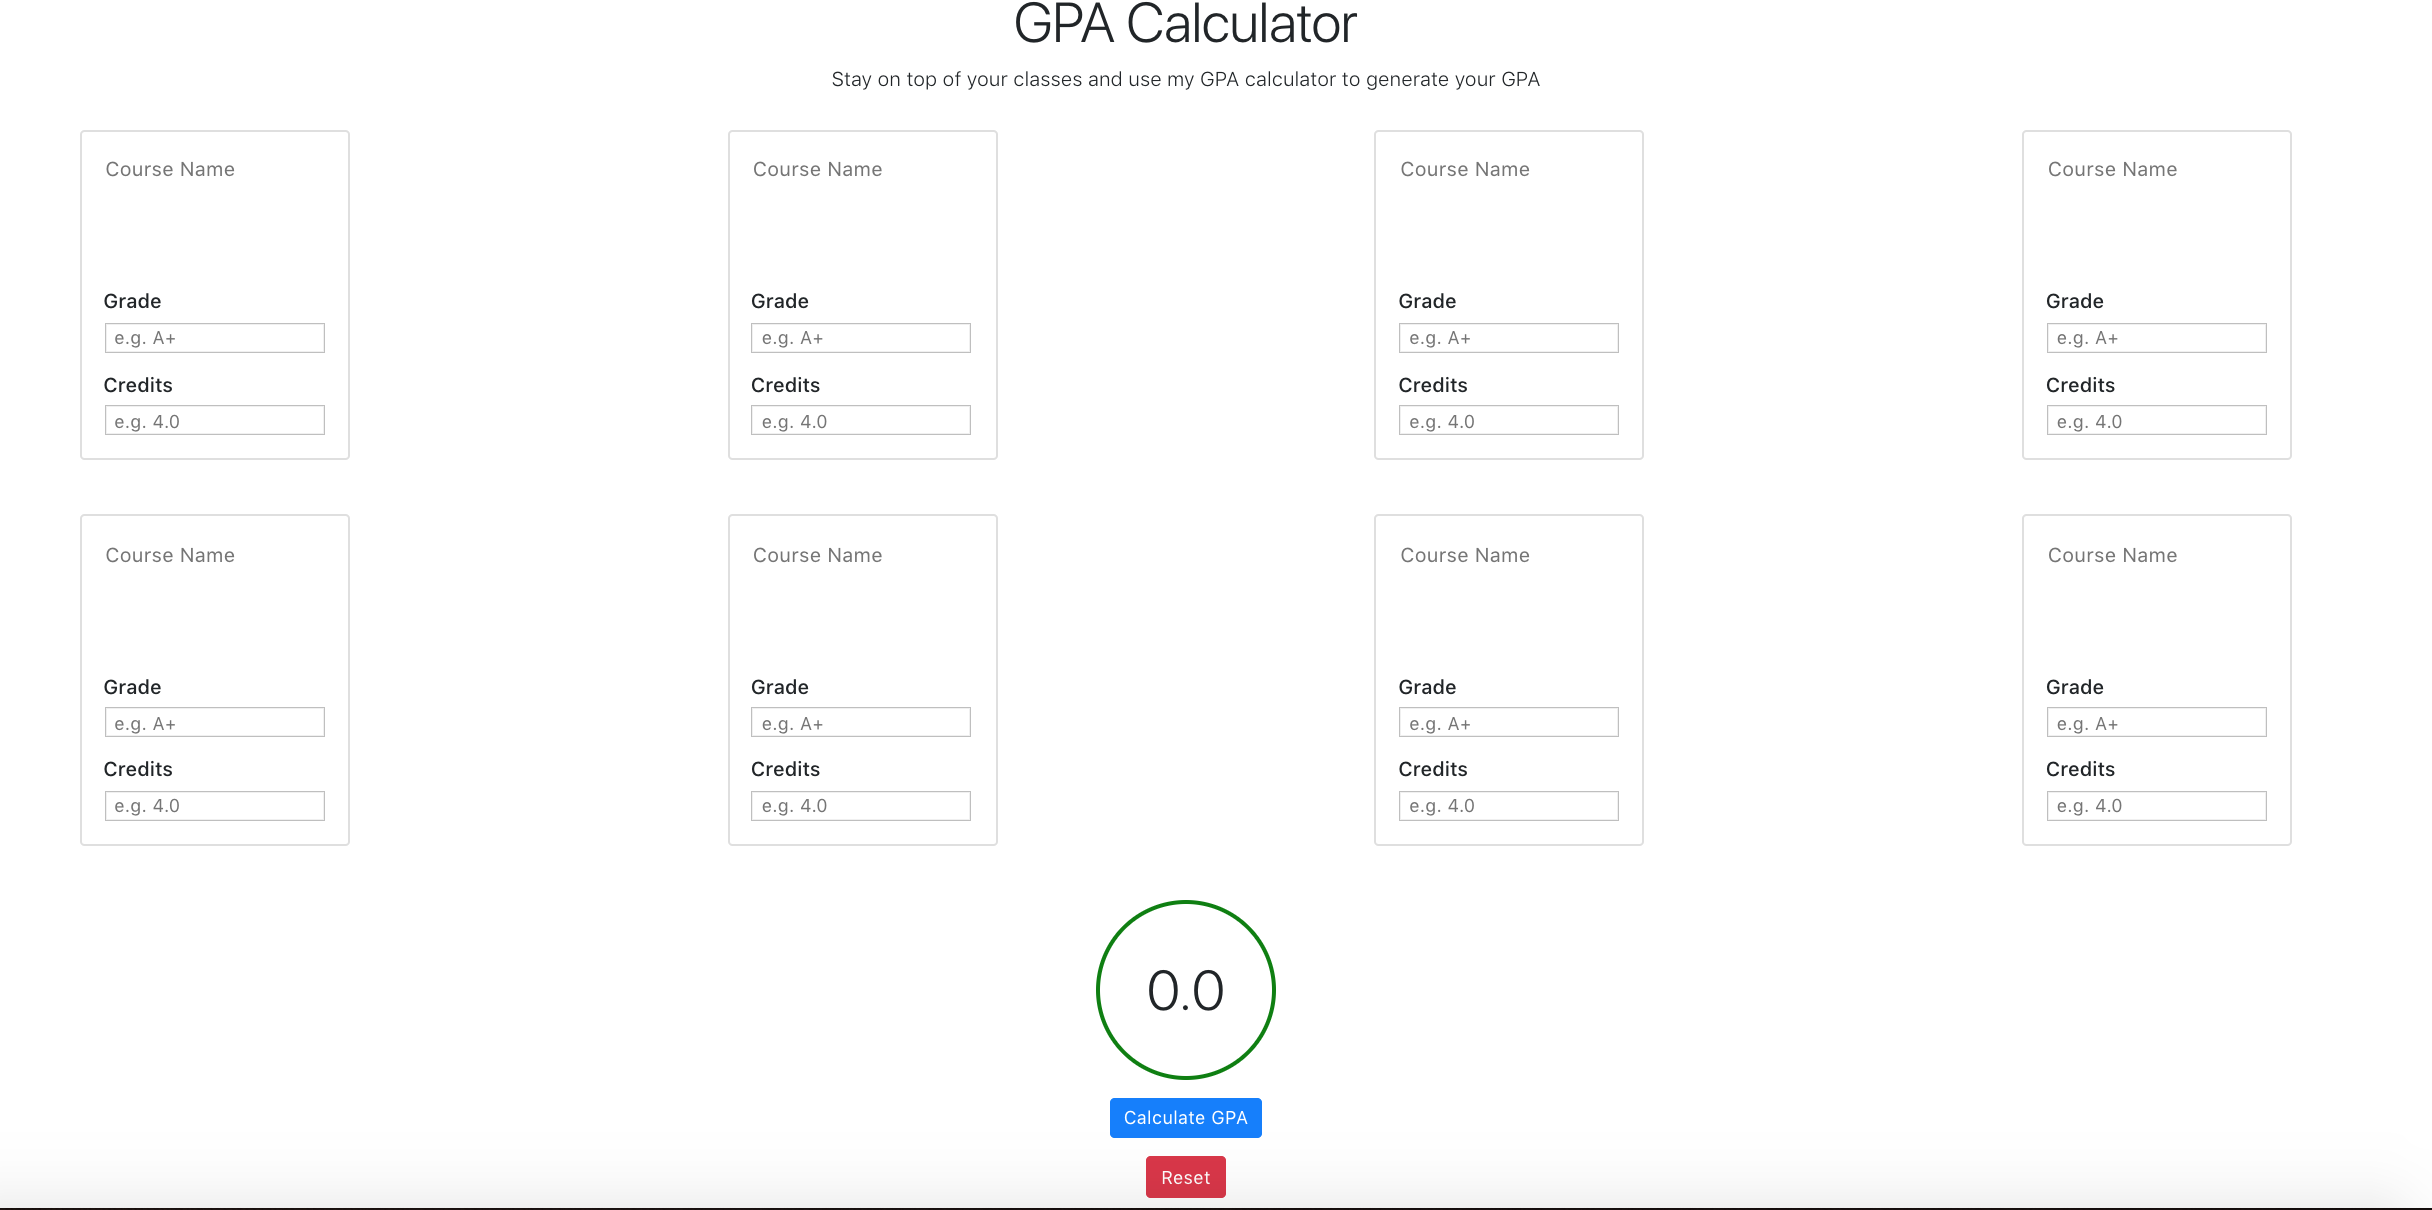 GPA Calculator
Stay on top of your classes and use my GPA calculator to generate your GPA
Course Name Course Name Course Name Course Name
Grade Grade Grade Grade
e.g. A+ e.g. A+ e.g. A+ e.g. A+
Credits Credits Credits Credits
e.g. 4.0 e.g. 4.0 e.g. 4.0 e.g. 4.0
Course Name Course Name Course Name Course Name
Grade Grade Grade Grade
e.g. A+ e.g. A+ e.g. A+ e.g. A+
Credits Credits Credits Credits
e.g. 4.0 e.g. 4.0 e.g. 4.0 e.g. 4.0
0.0
Calculate GPA
Reset